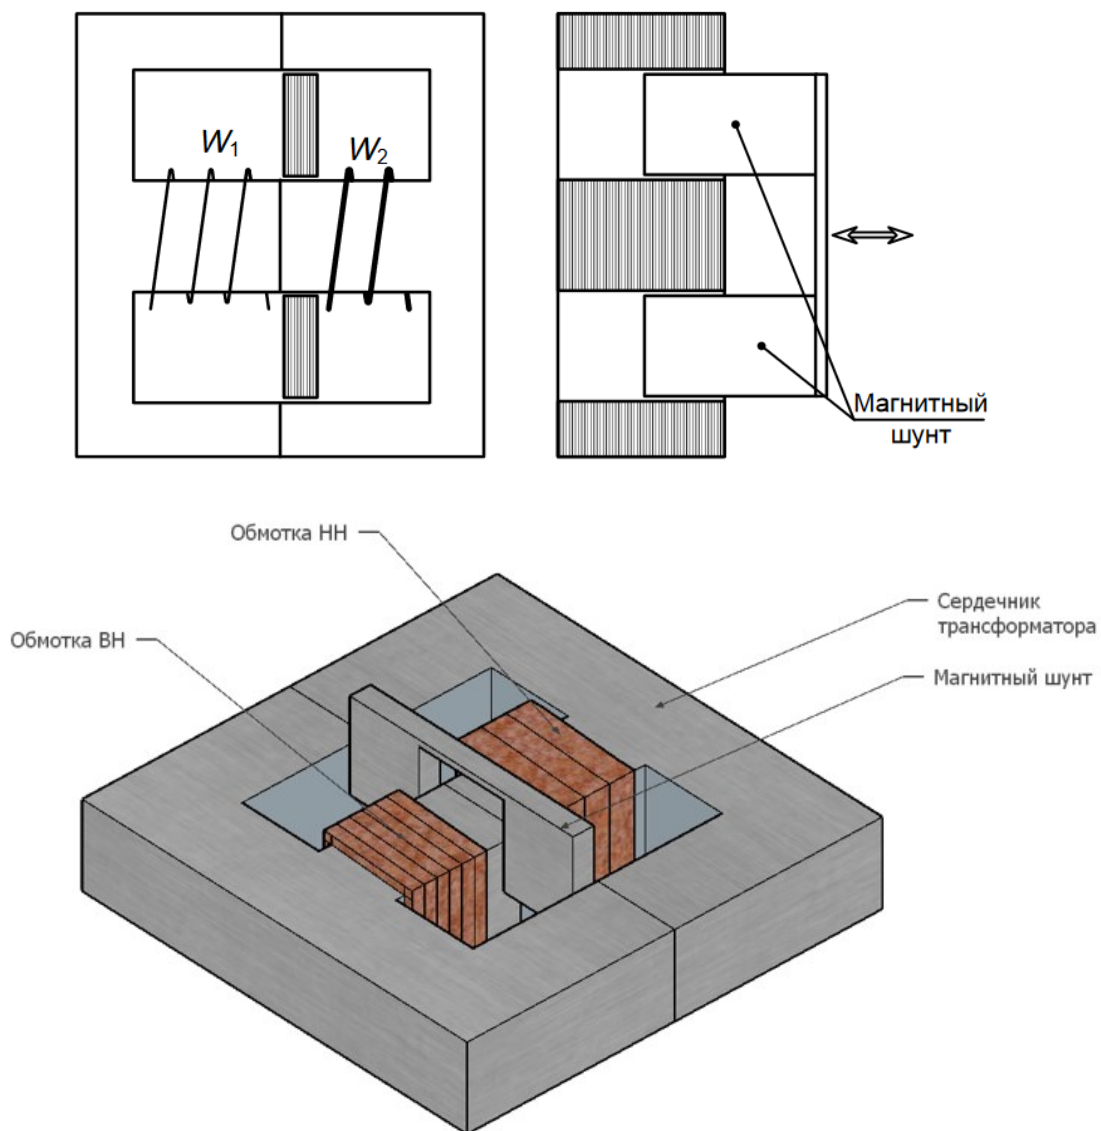 W1
W2
Магнитный
шунт
Обмотка НН
Обмотка ВН
Сердечник
трансформатора
Магнитный шунт